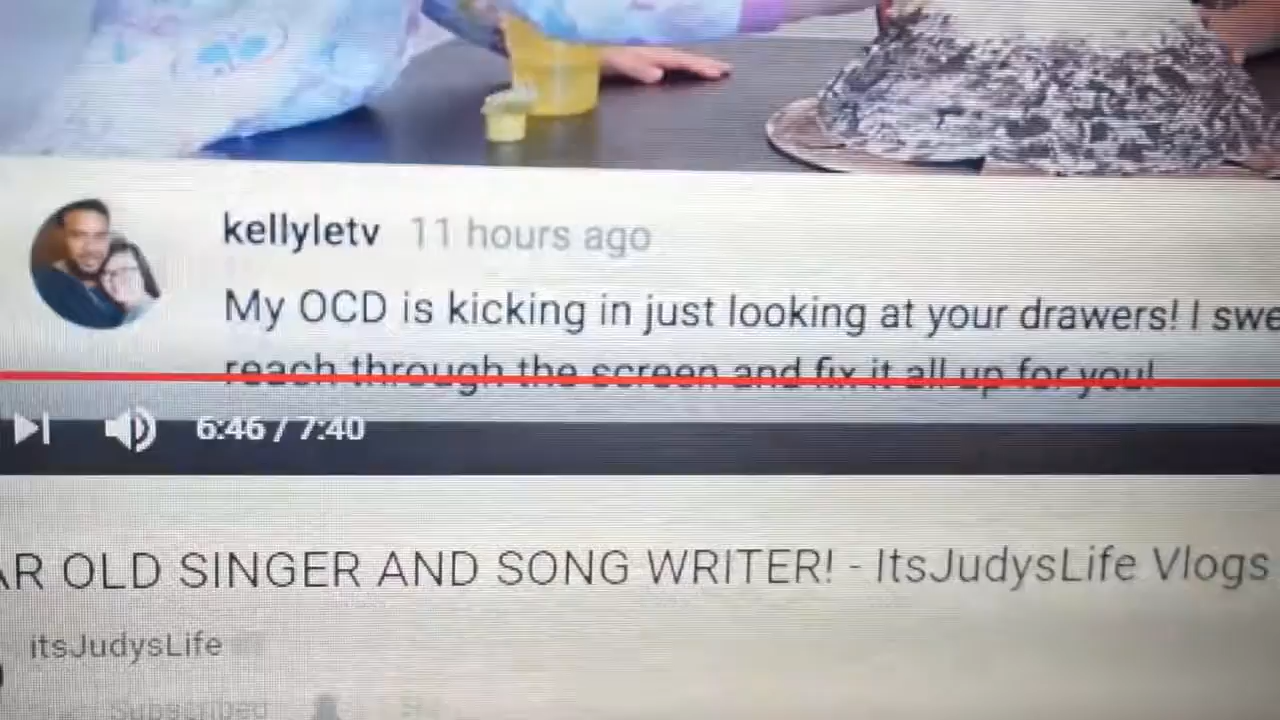 kellyletv 11 hours ago
My OCD is kicking in just looking at your drawers! I swe
reach through the screen and fix it all up for you!
6:46 / 7:40
AR OLD SINGER AND SONG WRITER! - ItsJudysLife Vlogs
itsJudysLife
Subscribed